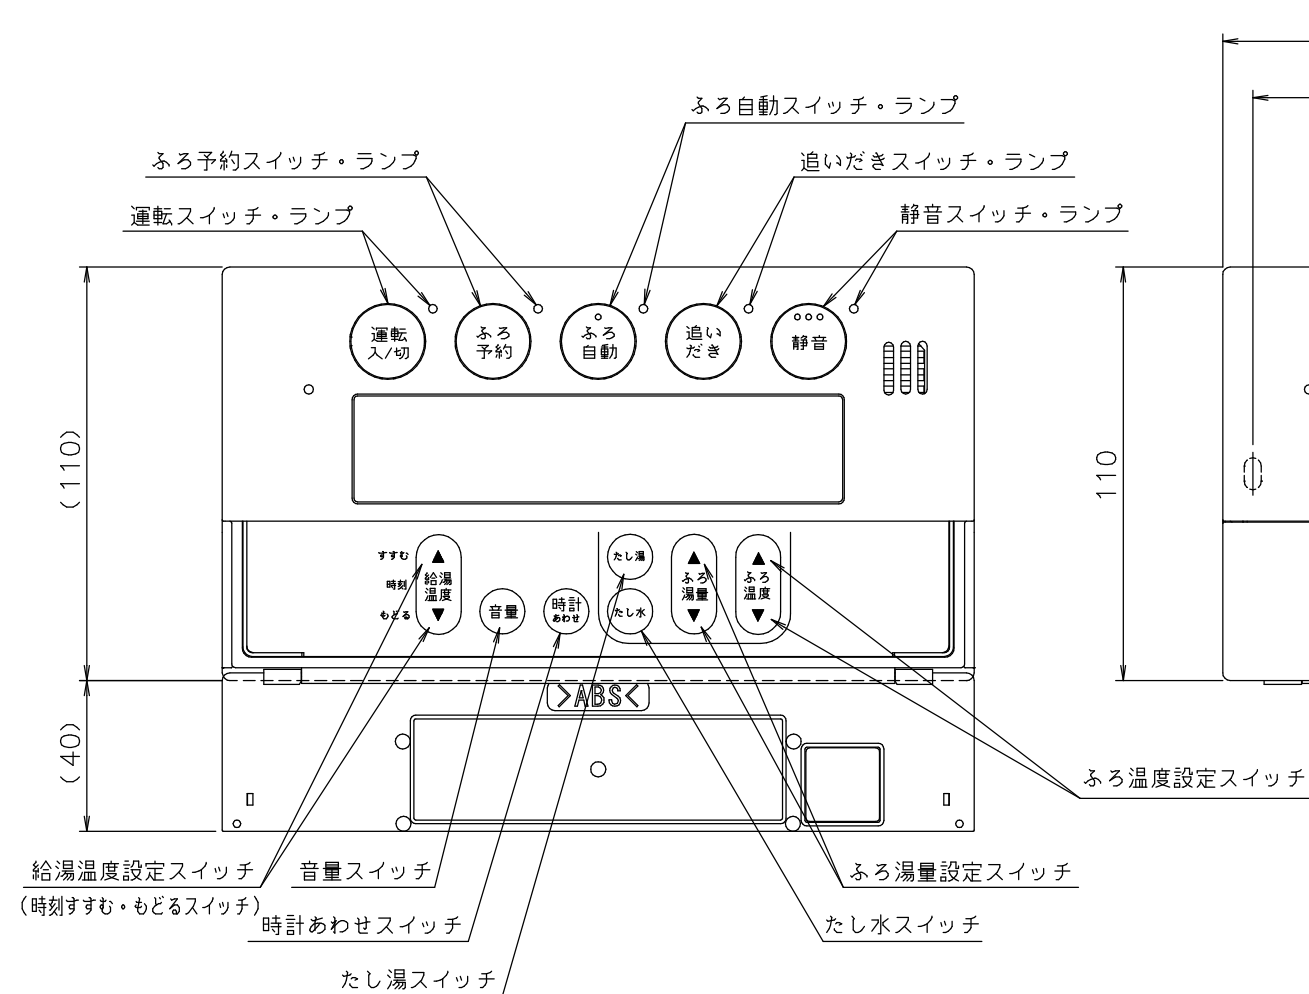 ふろ自動スイッチ・ランプ
ふろ予約スイッチ・ランプ
追いだきスイッチ・ランプ
運転スイッチ・ランプ
静音スイッチ・ランプ
運転
入/切
ふろ
予約
ふろ
自動
追い
だき
静音
(110)
110
すすむ
時刻
もどる
給湯
温度
音量
時計
あわせ
たし湯
たし水
ふろ
湯量
ふろ
温度
>ABS<
(40)
ふろ温度設定スイッチ
給湯温度設定スイッチ
(時刻すすむ・もどるスイッチ)
音量スイッチ
ふろ湯量設定スイッチ
時計あわせスイッチ
たし水スイッチ
たし湯スイッチ